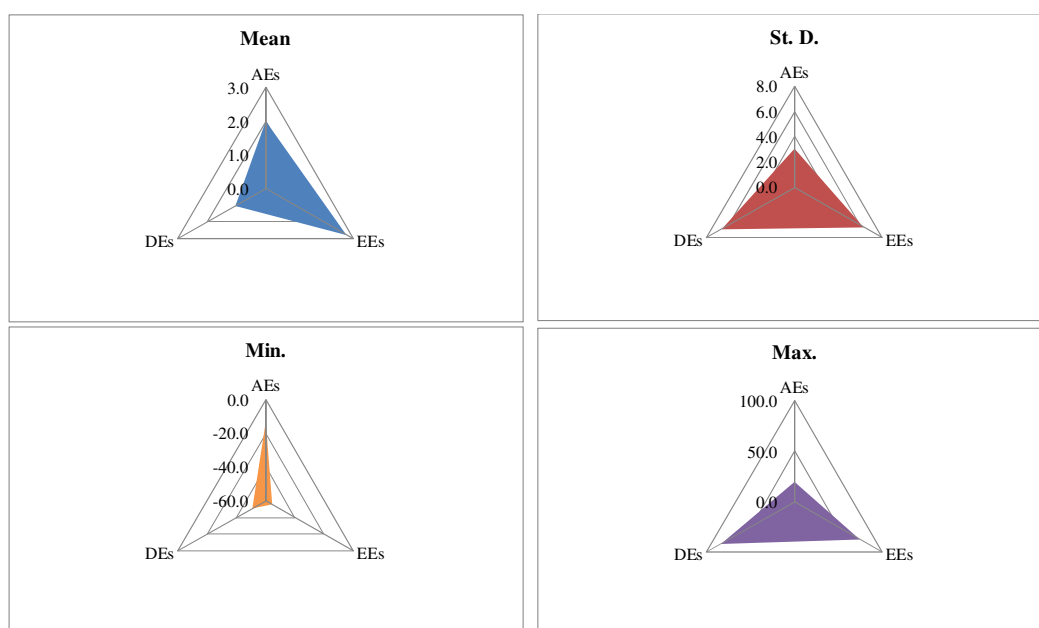 Mean
AEs
3.0
2.0
1.0
0.0
DEs
EEs
St. D.
AEs
8.0
6.0
4.0
2.0
0.0
DEs
EEs
Min.
AEs
0.0
-20.0
-40.0
-60.0
DEs
EEs
Max.
AEs
100.0
50.0
0.0
DEs
EEs